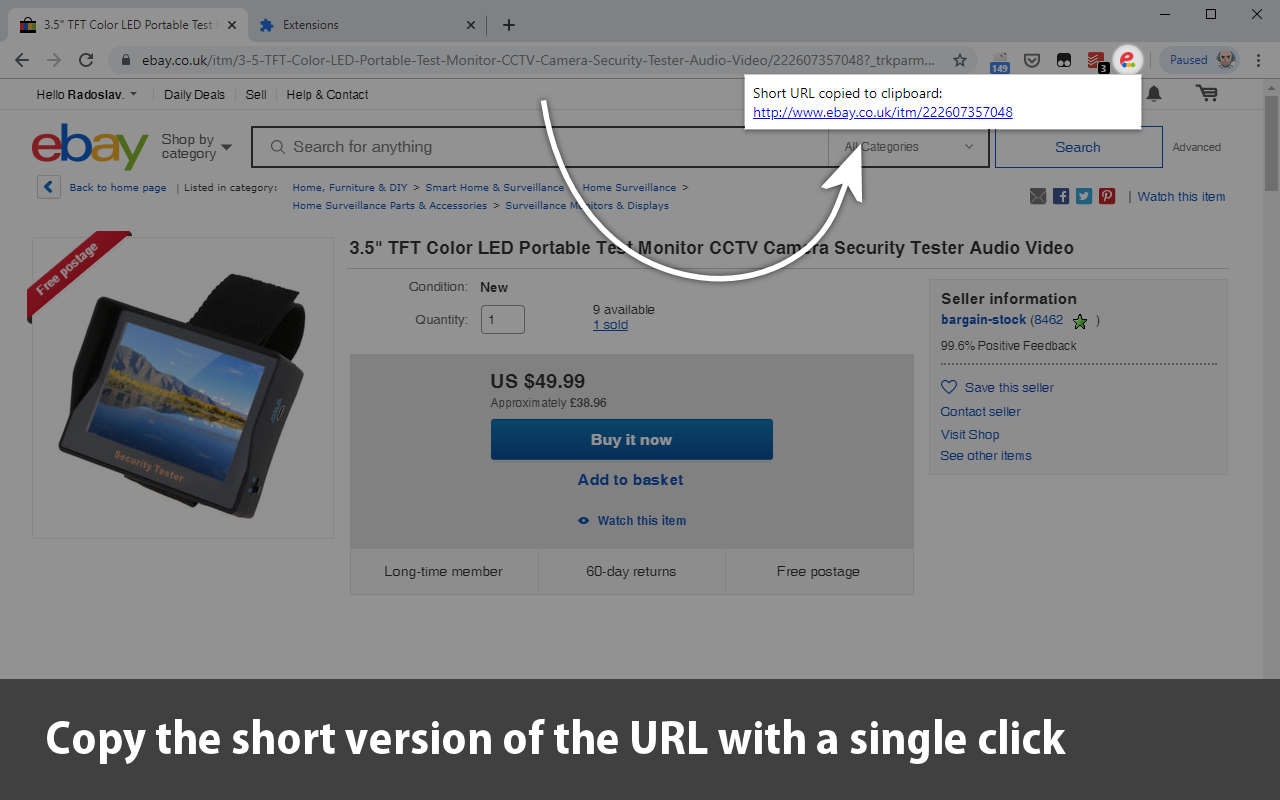 3.5" TFT Color LED Portable Test
Extensions
ebay.co.uk/itm/3-5-TFT-Color-LED-Portable-Test-Monitor-CCTV-Camera-Security-Tester-Audio-Video/222607357048?_trkparm...
149
3
Paused
Short URL copied to clipboard:
http://www.ebay.co.uk/itm/222607357048
Hello Radoslav.
Daily Deals
Sell
Help & Contact
ebay
Shop by
category
Search for anything
All Categories
Search
Advanced
Back to home page
| Listed in category:
Home, Furniture & DIY > Smart Home & Surveillance > Home Surveillance >
Home Surveillance Parts & Accessories > Surveillance Monitors & Displays
| Watch this item
Free postage
Security Tester
3.5" TFT Color LED Portable Test Monitor CCTV Camera Security Tester Audio Video
Condition: New
Quantity: 1
9 available
1 sold
US $49.99
Approximately £38.96
Buy it now
Add to basket
Watch this item
Long-time member
60-day returns
Free postage
Seller information
bargain-stock (8462 )
99.6% Positive Feedback
Save this seller
Contact seller
Visit Shop
See other items
Copy the short version of the URL with a single click